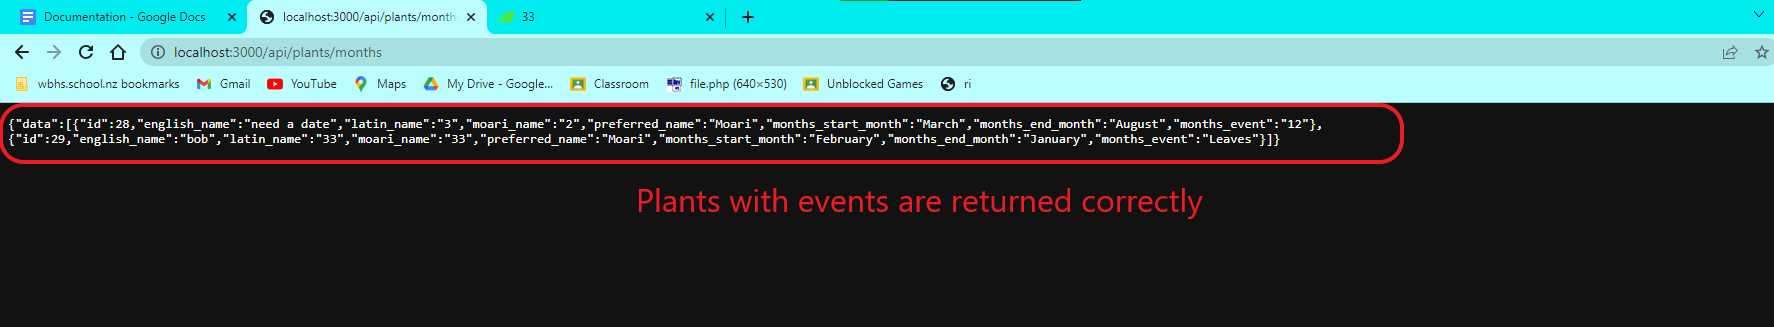 Documentation - Google Docs
localhost:3000/api/plants/month
33
localhost:3000/api/plants/months
wbhs.school.nz bookmarks
Gmail
YouTube
Maps
My Drive - Google...
Classroom
file.php (640×530)
Unblocked Games
ri
{"data":[{"id":28,"english_name":"need a date","latin_name":"3","moari_name":"2","preferred_name":"Moari","months_start_month":"March","months_end_month":"August","months_event":"12"},
{"id":29,"english_name":"bob","latin_name":"33","moari_name":"33","preferred_name":"Moari","months_start_month":"February","months_end_month":"January","months_event":"Leaves"}]}
Plants with events are returned correctly